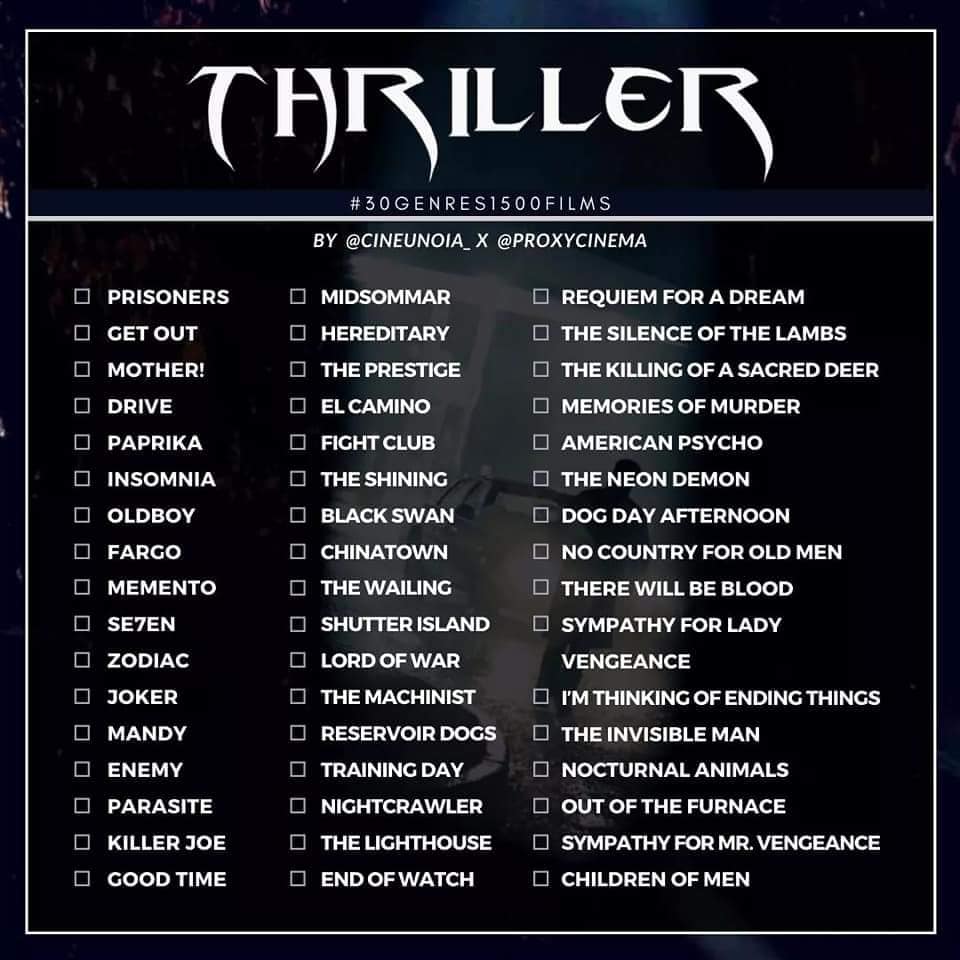 THRILLER
#30GENRES1500FILMS
BY @CINEUNOIA_ X @PROXYCINEMA
PRISONERS
GET OUT
MOTHER!
DRIVE
PAPRIKA
INSOMNIA
OLDBOY
FARGO
MEMENTO
SE7EN
ZODIAC
JOKER
MANDY
ENEMY
PARASITE
KILLER JOE
GOOD TIME
MIDSOMMAR
HEREDITARY
THE PRESTIGE
EL CAMINO
FIGHT CLUB
THE SHINING
BLACK SWAN
CHINATOWN
THE WAILING
SHUTTER ISLAND
LORD OF WAR
THE MACHINIST
RESERVOIR DOGS
TRAINING DAY
NIGHTCRAWLER
THE LIGHTHOUSE
END OF WATCH
REQUIEM FOR A DREAM
THE SILENCE OF THE LAMBS
THE KILLING OF A SACRED DEER
MEMORIES OF MURDER
AMERICAN PSYCHO
THE NEON DEMON
DOG DAY AFTERNOON
NO COUNTRY FOR OLD MEN
THERE WILL BE BLOOD
SYMPATHY FOR LADY
VENGEANCE
I'M THINKING OF ENDING THINGS
THE INVISIBLE MAN
NOCTURNAL ANIMALS
OUT OF THE FURNACE
SYMPATHY FOR MR. VENGEANCE
CHILDREN OF MEN